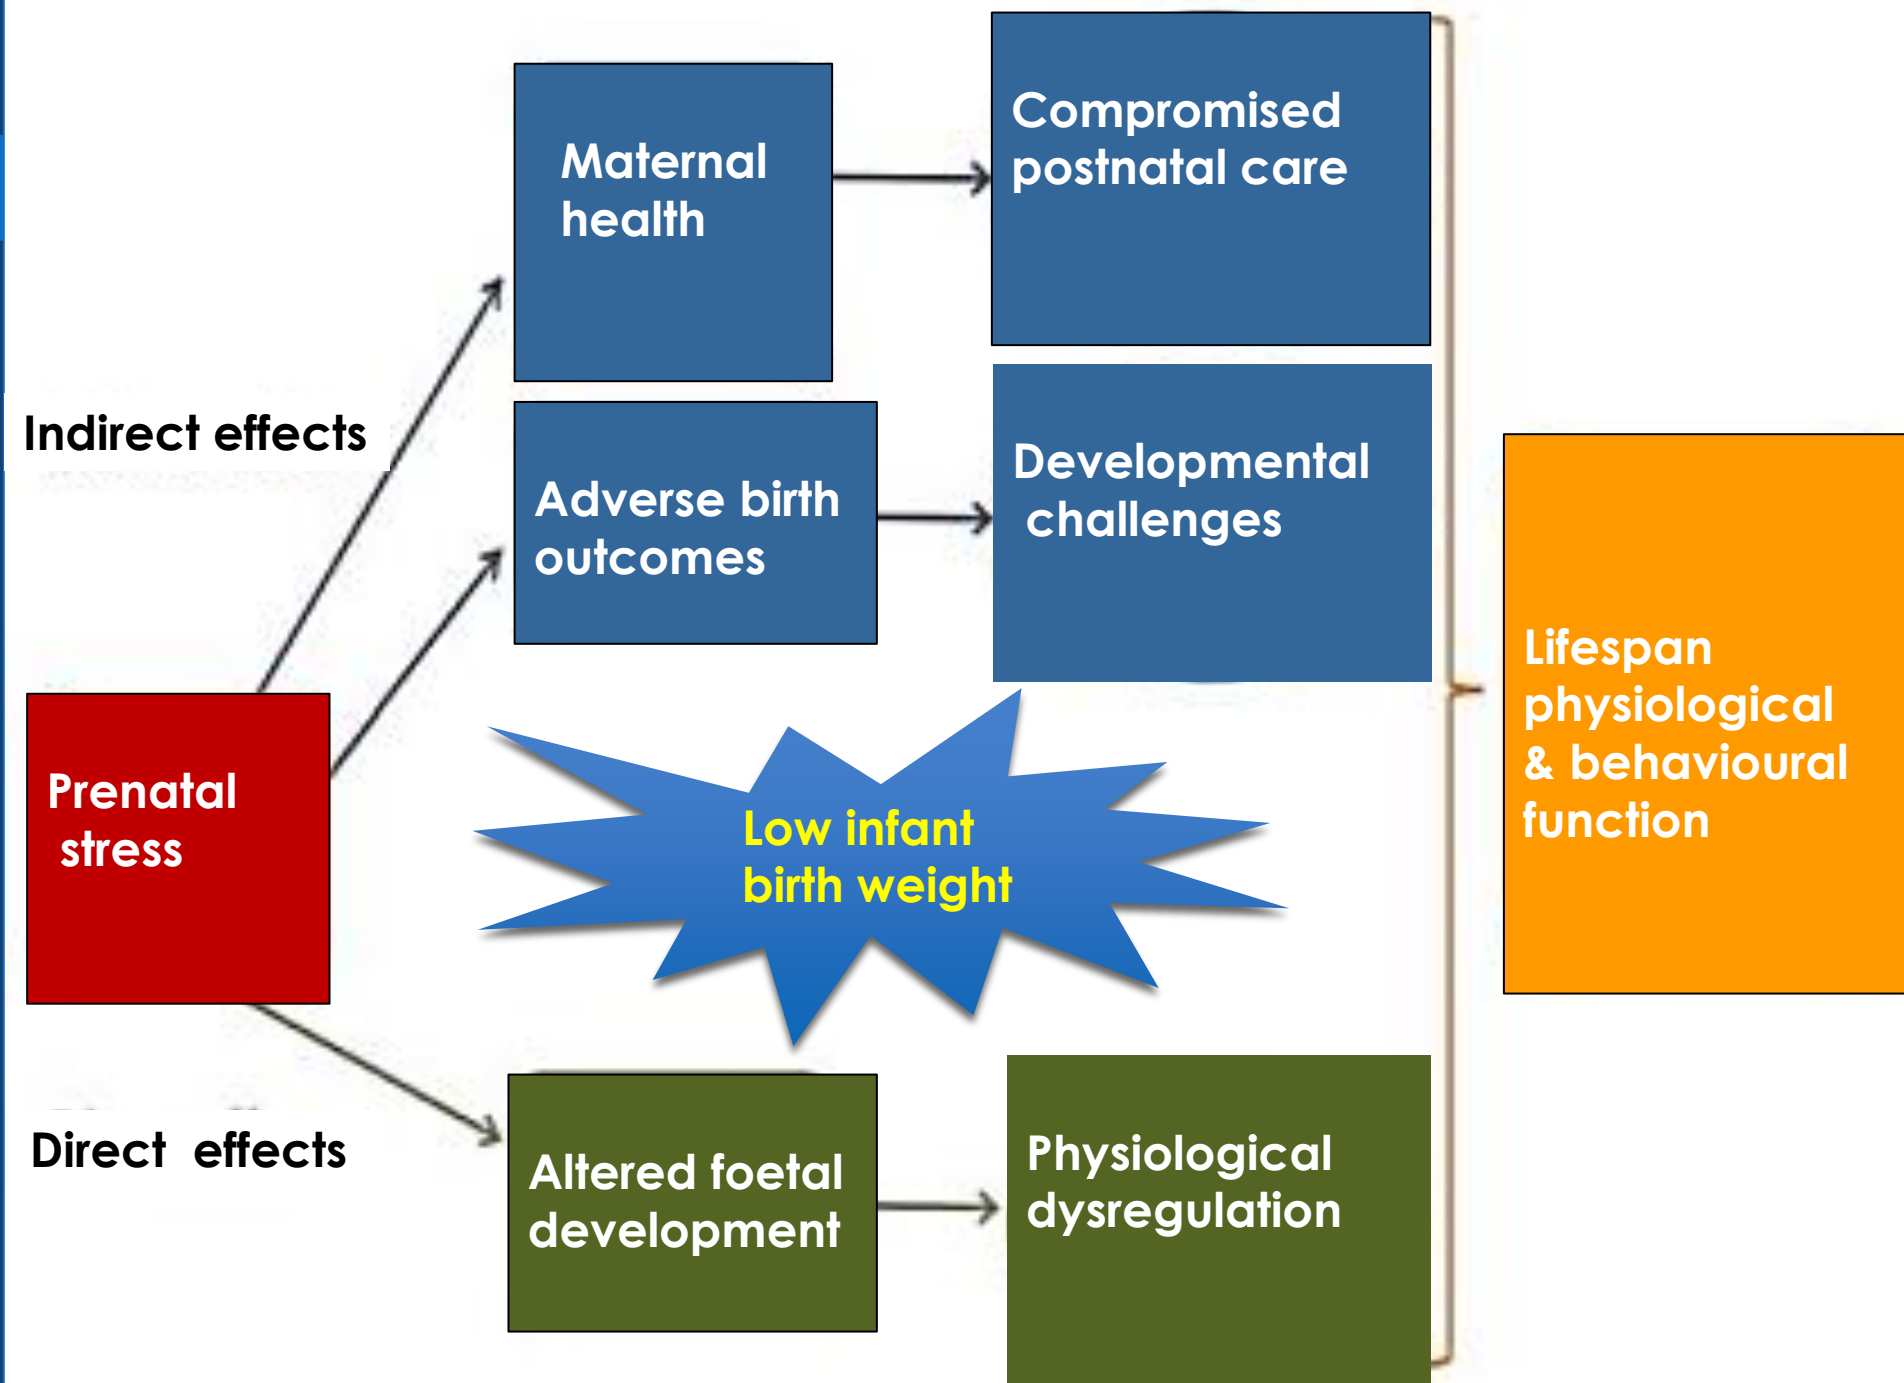 Maternal
health
Compromised
postnatal care
Indirect effects
Adverse birth
outcomes
Developmental
challenges
Prenatal
stress
Low infant
birth weight
Lifespan
physiological
& behavioural
function
Direct effects
Altered foetal
development
Physiological
dysregulation